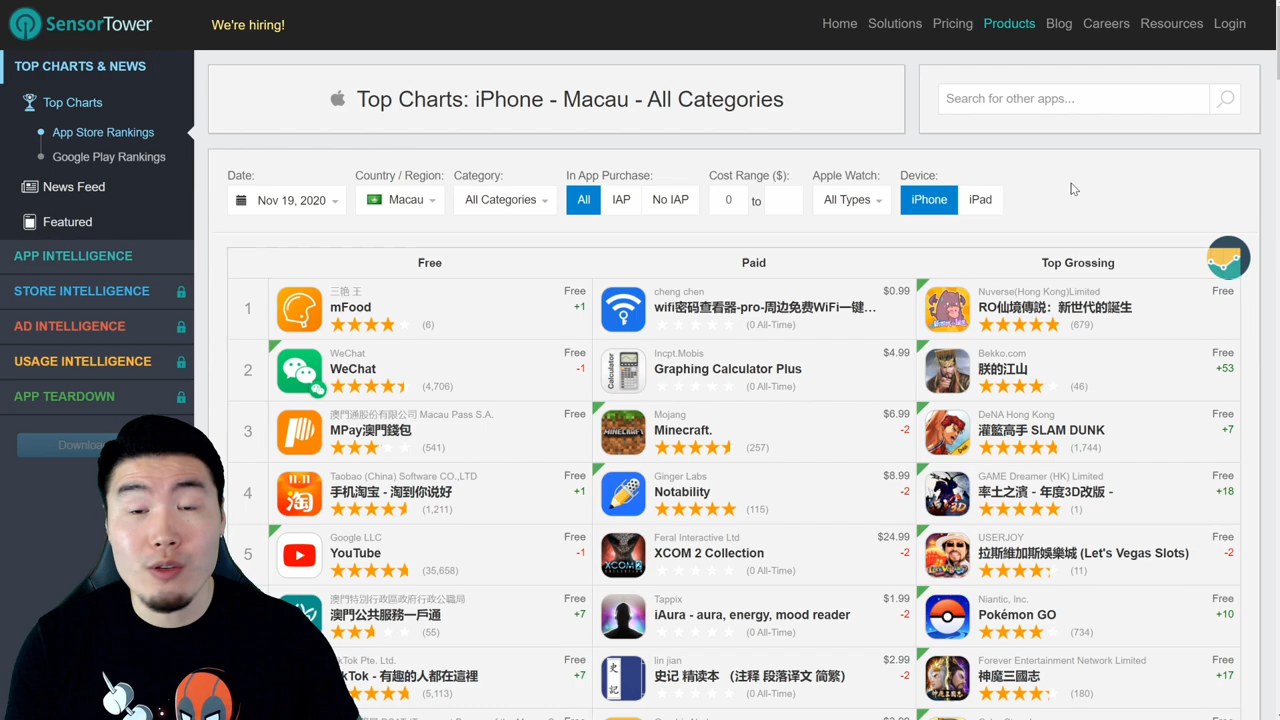 SensorTower
We're hiring!
Home Solutions Pricing Products Blog Careers Resources Login
TOP CHARTS & NEWS
Top Charts
App Store Rankings
Google Play Rankings
News Feed
Featured
APP INTELLIGENCE
STORE INTELLIGENCE
AD INTELLIGENCE
USAGE INTELLIGENCE
APP TEARDOWN
Top Charts: iPhone - Macau - All Categories
Search for other apps...
Date: Country / Region: Category: In App Purchase: Cost Range ($): Apple Watch: Device:
Nov 19, 2020 Macau All Categories All IAP No IAP 0 to All Types iPhone iPad
Free Paid Top Grossing
1
三艳 王 Free
mFood +1
(6)
cheng chen $0.99
wifi密码查看器-pro-周边免费WiFi一键...
(0 All-Time)
Nuverse(Hong Kong)Limited Free
RO仙境傳説：新世代的誕生
(679)
2
WeChat Free
WeChat -1
(4,706)
Calculator
Incpt.Mobis $4.99
Graphing Calculator Plus
(0 All-Time)
Bekko.com Free
朕的江山 +53
(46)
3
澳門通股份有限公司 Macau Pass S.A. Free
MPay澳門錢包
(541)
MINECRAFT
Mojang $6.99
Minecraft. -2
(257)
DeNA Hong Kong Free
灌籃高手 SLAM DUNK +7
(1,744)
4
11.11
淘
Taobao (China) Software CO.,LTD Free
手机淘宝 - 淘到你说好 +1
(1,211)
Ginger Labs $8.99
Notability -2
(115)
3D
GAME Dreamer (HK) Limited Free
率土之濱 - 年度3D改版 - +18
(1)
5
Google LLC Free
YouTube -1
(35,658)
XCOM 2
Feral Interactive Ltd $24.99
XCOM 2 Collection -2
(0 All-Time)
USERJOY Free
拉斯維加斯娛樂城 (Let's Vegas Slots) -2
(11)
澳門特別行政區政府行政公職局 Free
澳門公共服務一戶通 +7
(55)
Tappix $1.99
iAura - aura, energy, mood reader -2
(0 All-Time)
Niantic, Inc. Free
Pokémon GO +10
(734)
TikTok Pte. Ltd. Free
TikTok - 有趣的人都在這裡 +7
(5,113)
史記
lin jian $2.99
史记 精读本 （注释 段落译文 简繁） -2
(0 All-Time)
Forever Entertainment Network Limited Free
神魔三國志 +17
(180)